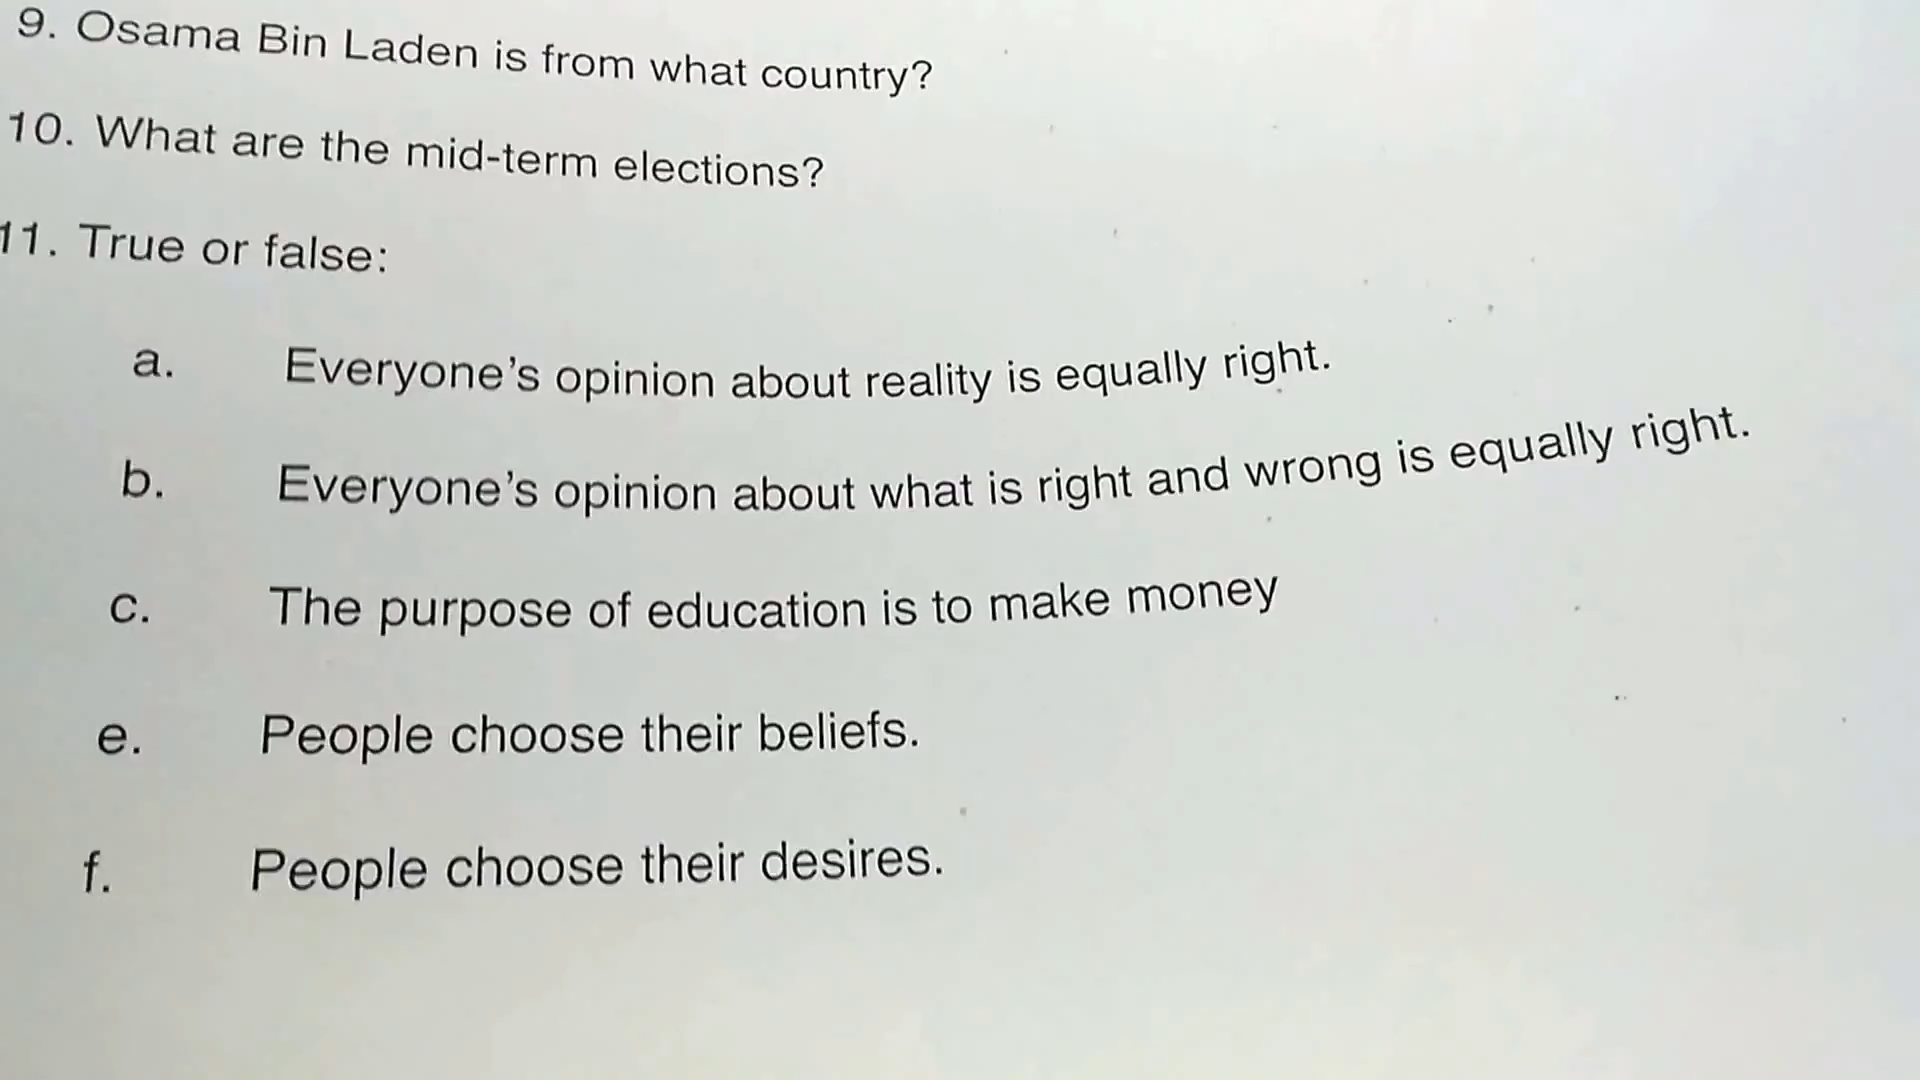 9. Osama Bin Laden is from what country?
10. What are the mid-term elections?
11. True or false:
a. Everyone's opinion about reality is equally right.
b. Everyone's opinion about what is right and wrong is equally right.
c. The purpose of education is to make money
e. People choose their beliefs.
f. People choose their desires.